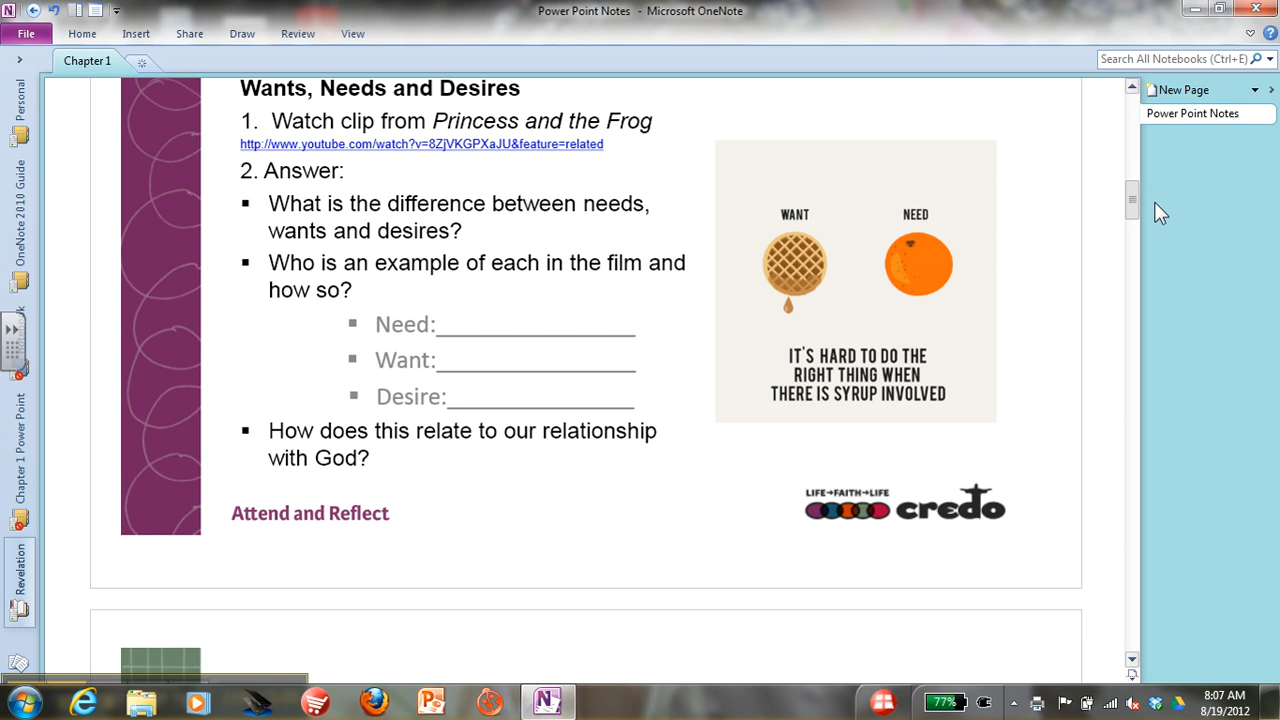 Power Point Notes - Microsoft OneNote
File Home Insert Share Draw Review View
Chapter 1
Search All Notebooks (Ctrl+E)
New Page
Power Point Notes
Personal
OneNote 2010 Guide
Chapter 1 Power Point
Revelation
Wants, Needs and Desires
1. Watch clip from Princess and the Frog
http://www.youtube.com/watch?v=8ZjVKGPXaJU&feature=related
2. Answer:
▪ What is the difference between needs,
wants and desires?
▪ Who is an example of each in the film and
how so?
▪ Need:_________________
▪ Want:_________________
▪ Desire:________________
▪ How does this relate to our relationship
with God?
Attend and Reflect
WANT NEED
IT'S HARD TO DO THE
RIGHT THING WHEN
THERE IS SYRUP INVOLVED
LIFE→FAITH→LIFE
credo
77%
8:07 AM
8/19/2012